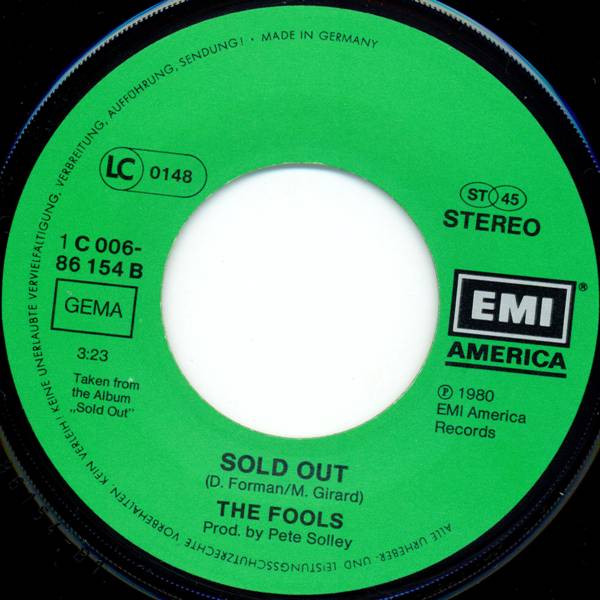 ALLE URHEBER- UND LEISTUNGSSCHUTZRECHTE VORBEHALTEN. KEIN VERLEIH! KEINE UNERLAUBTE VERVIELFÄLTIGUNG, VERBREITUNG, AUFFÜHRUNG, SENDUNG! · MADE IN GERMANY
LC 0148
ST 45
STEREO
1 C 006-
86 154 B
GEMA
3:23
Taken from
the Album
„Sold Out"
EMI ®
AMERICA
Ⓟ 1980
EMI America
Records
SOLD OUT
(D. Forman/M. Girard)
THE FOOLS
Prod. by Pete Solley